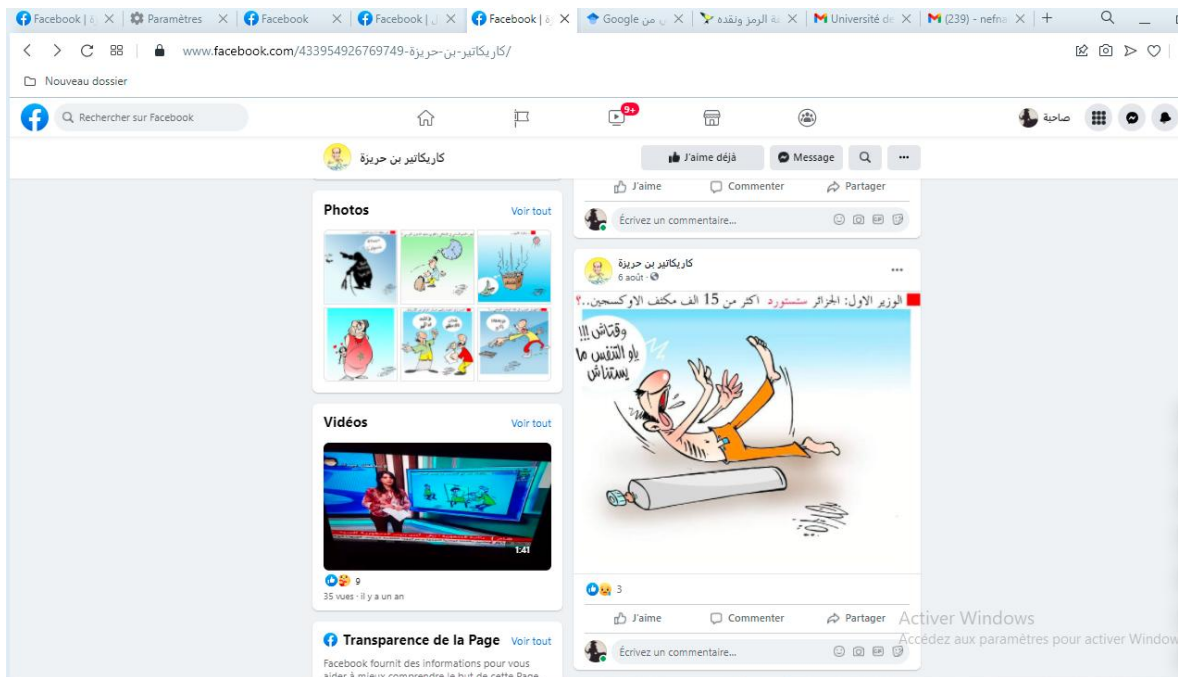 Facebook | ة
Paramètres
Facebook
Facebook | ل
Facebook | ة
Google ى من
ة الرمز ونقده
Université de
(239) - nefna
www.facebook.com/433954926769749-كاريكاتير-بن-حريزة/
Nouveau dossier
Rechercher sur Facebook
9+
صاحبة
كاريكاتير بن حريزة
J'aime déjà
Message
Photos
Voir tout
J'aime
Commenter
Partager
Écrivez un commentaire...
كاريكاتير بن حريزة
6 août
الوزير الاول: الجزائر ستستورد اكثر من 15 الف مكثف الاوكسجين..؟
وقتاش !!!
ياو التنفس ما
يستناش
Vidéos
Voir tout
1:41
9
35 vues · il y a un an
3
J'aime
Commenter
Partager
Écrivez un commentaire...
Transparence de la Page
Voir tout
Facebook fournit des informations pour vous
aider à mieux comprendre le but de cette Page.
Activer Windows
Accédez aux paramètres pour activer Window